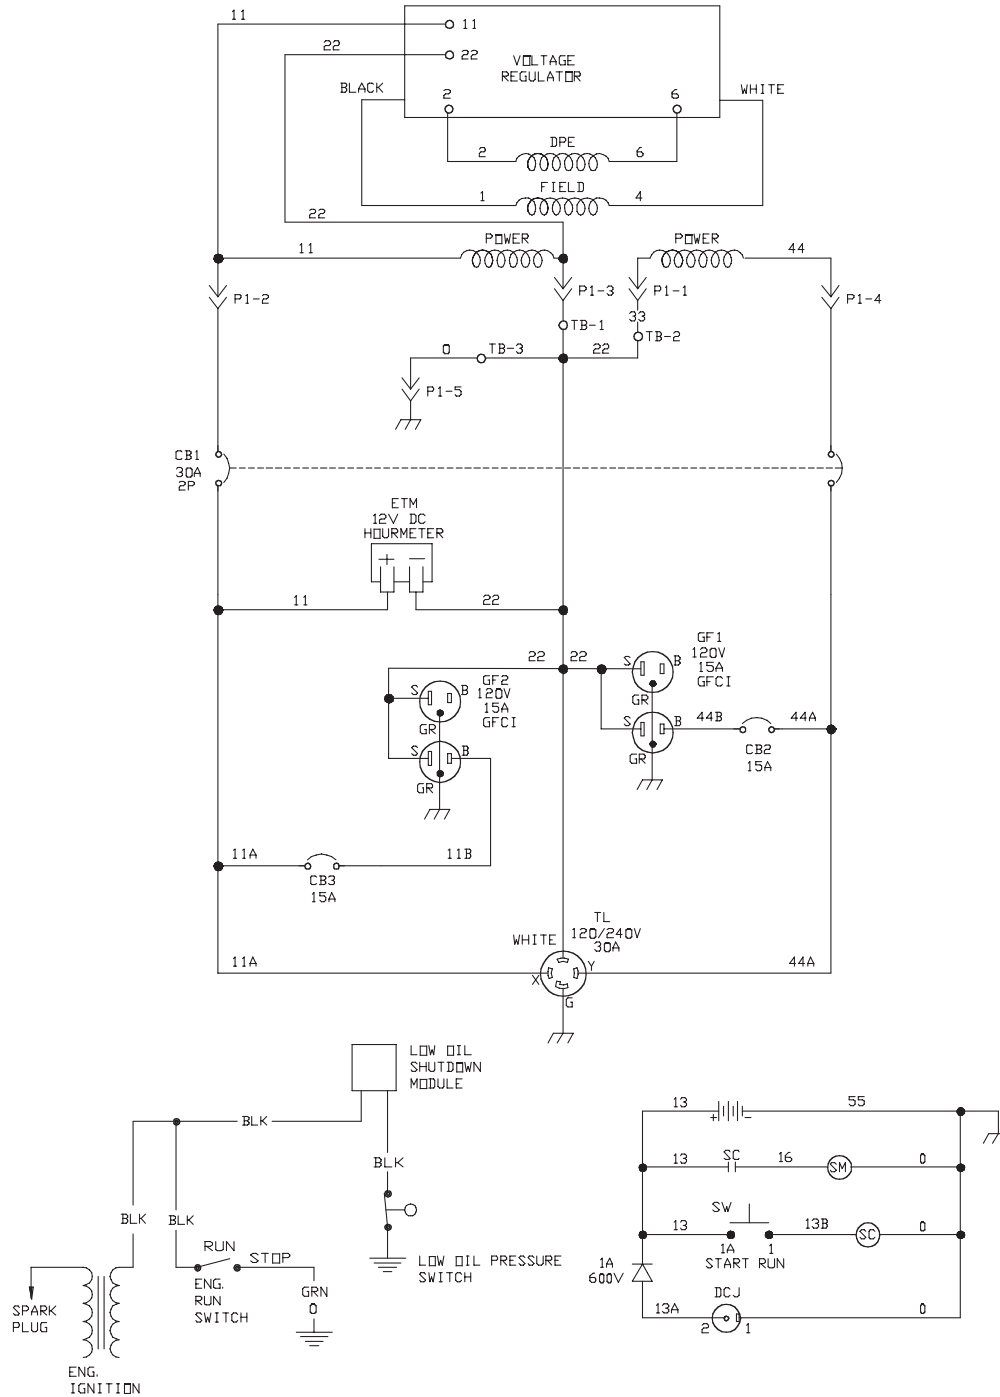 11
11
22
22
VOLTAGE
REGULATOR
BLACK
2
6
WHITE
DPE
2
6
FIELD
1
4
22
POWER
POWER
11
44
P1-2
P1-3
P1-1
P1-4
33
TB-1
TB-2
0
TB-3
22
P1-5
CB1
30A
2P
ETM
12V DC
HOURMETER
+ −
11
22
GF1
120V
15A
GFCI
22
22
S
B
GR
GF2
120V
15A
GFCI
S
B
GR
S
B
44B
44A
GR
CB2
15A
S
B
GR
11A
11B
CB3
15A
TL
120/240V
30A
WHITE
11A
X
Y
44A
G
LOW OIL
SHUTDOWN
MODULE
BLK
BLK
BLK
BLK
LOW OIL PRESSURE
SWITCH
RUN
STOP
ENG.
RUN
SWITCH
GRN
0
SPARK
PLUG
ENG.
IGNITION
13
+ −
55
13
SC
16
SM
0
SW
13
13B
SC
0
1A
1
START RUN
1A
600V
DCJ
13A
2
1
0